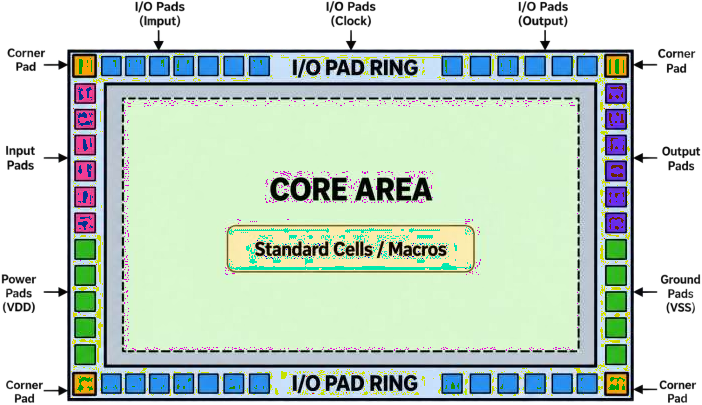 I/O Pads
(Imput)
I/O Pads
(Clock)
I/O Pads
(Output)
Corner
Pad
I/O PAD RING
Corner
Pad
Input
Pads
Output
Pads
CORE AREA
Standard Cells / Macros
Power
Pads
(VDD)
Ground
Pads
(VSS)
Corner
Pad
I/O PAD RING
Corner
Pad